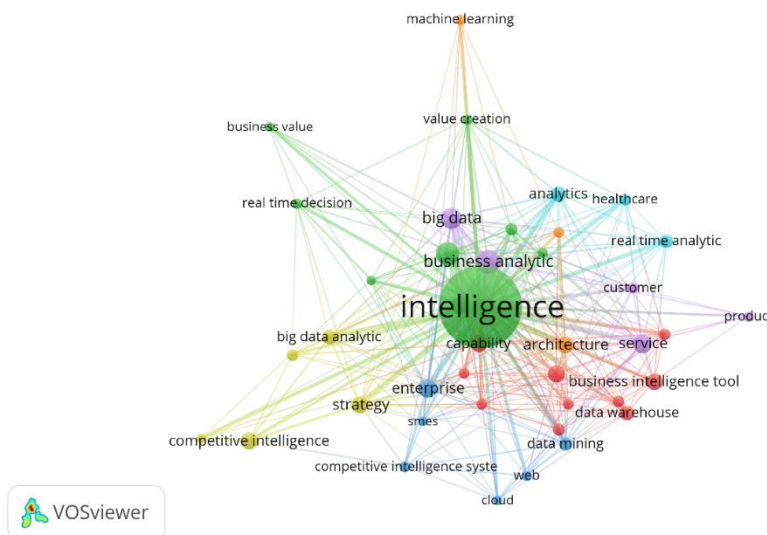 machine learning
value creation
business value
analytics
healthcare
real time decision
big data
real time analytic
business analytic
customer
intelligence
product
big data analytic
capability
architecture
service
enterprise
business intelligence tool
strategy
data warehouse
smes
competitive intelligence
data mining
competitive intelligence syste
web
cloud
VOSviewer